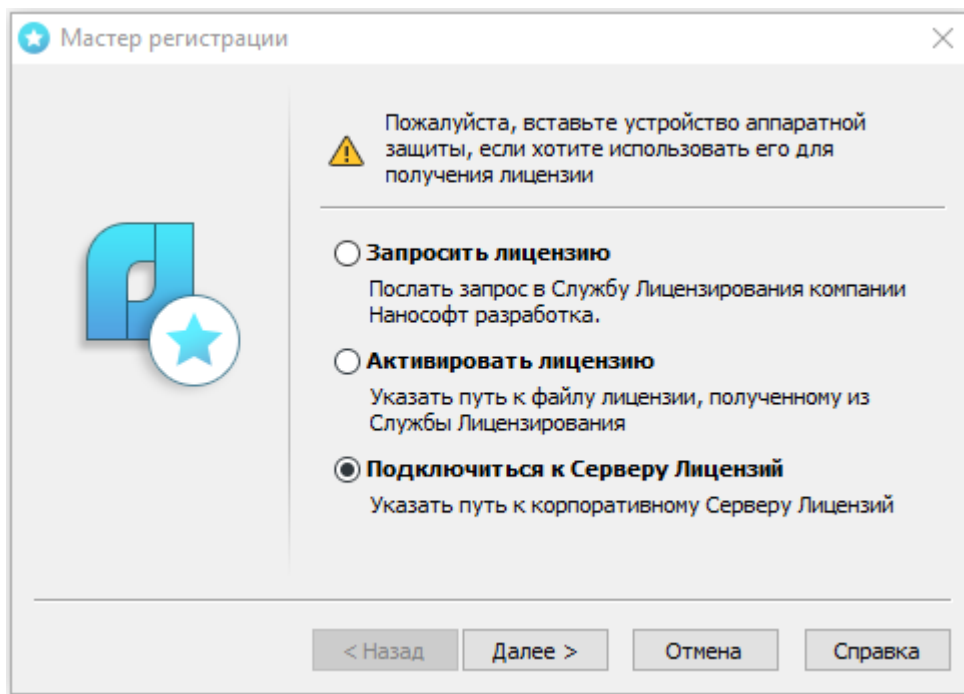 Мастер регистрации
Пожалуйста, вставьте устройство аппаратной
защиты, если хотите использовать его для
получения лицензии
Запросить лицензию
Послать запрос в Службу Лицензирования компании
Нанософт разработка.
Активировать лицензию
Указать путь к файлу лицензии, полученному из
Службы Лицензирования
Подключиться к Серверу Лицензий
Указать путь к корпоративному Серверу Лицензий
< Назад
Далее >
Отмена
Справка